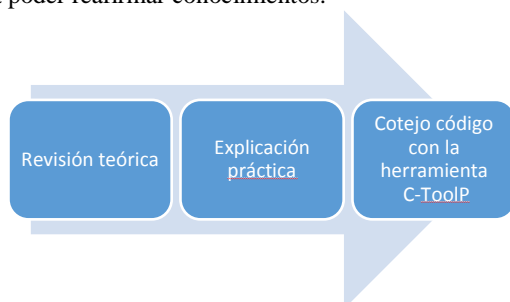 poder reafirmar conocimientos.
Revisión teórica
Explicación
práctica
Cotejo código
con la
herramienta
C-ToolP